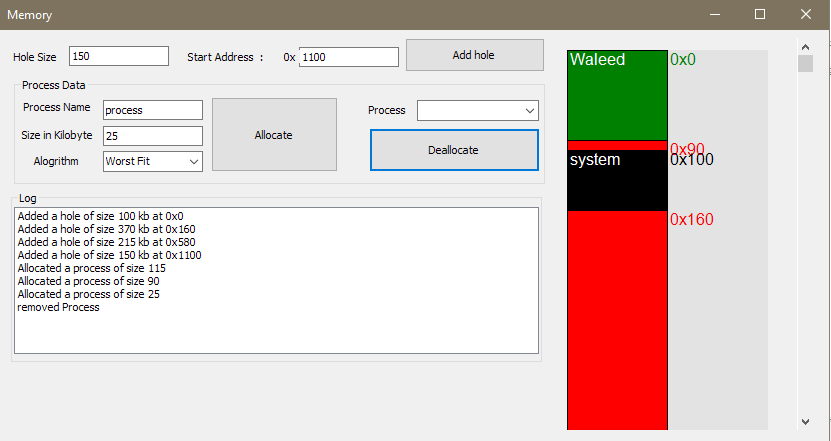 Memory
Hole Size 150 Start Address : 0x 1100 Add hole
Process Data
Process Name process
Size in Kilobyte 25
Alogrithm Worst Fit
Allocate
Process
Deallocate
Log
Added a hole of size 100 kb at 0x0
Added a hole of size 370 kb at 0x160
Added a hole of size 215 kb at 0x580
Added a hole of size 150 kb at 0x1100
Allocated a process of size 115
Allocated a process of size 90
Allocated a process of size 25
removed Process
Waleed 0x0
0x90
system 0x100
0x160